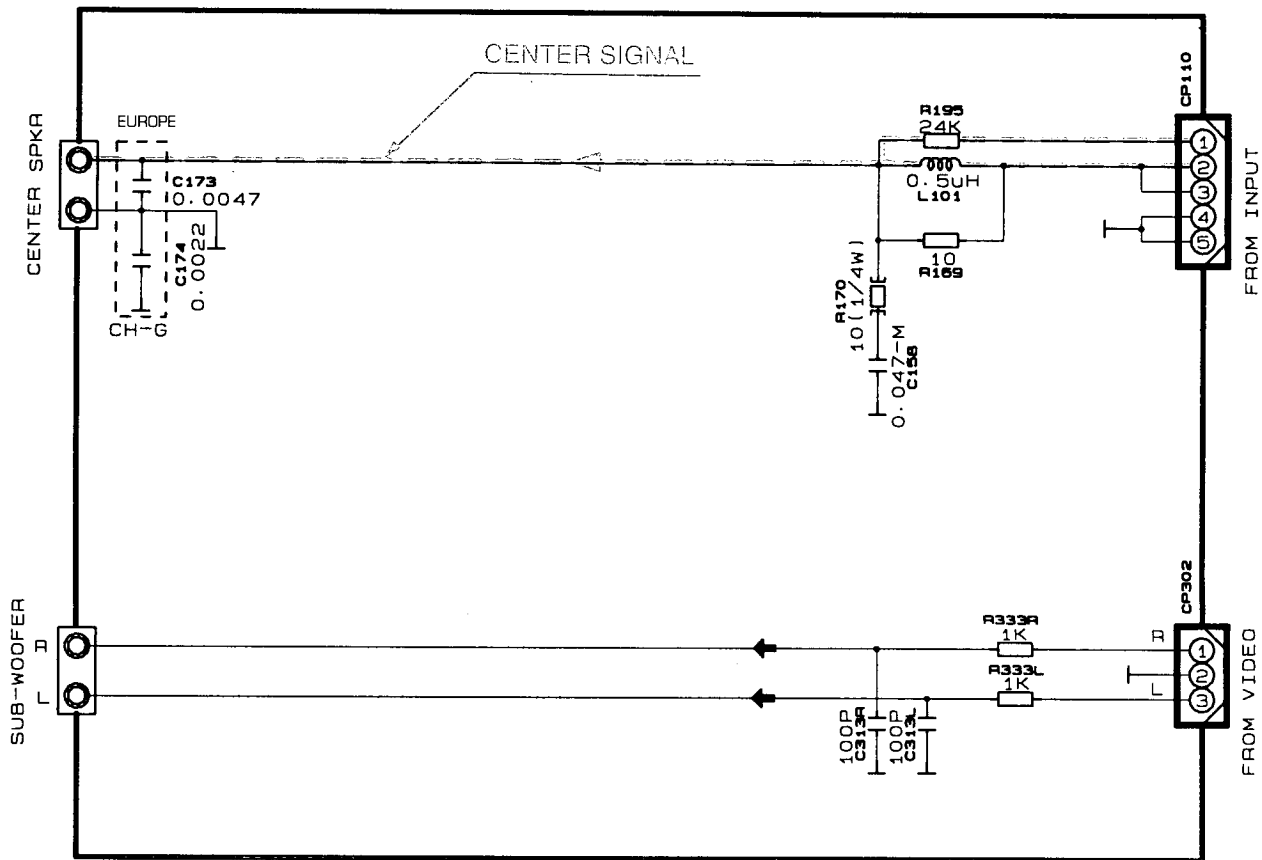 CENTER SIGNAL
CP110
EUROPE
R195
24K
1
CENTER SPKR
C173
0.0047
0.5uH
L101
2
3
4
5
FROM INPUT
C174
0.0022
10
R169
R170
10(1/4W)
CH-G
0.047-M
C158
CP302
SUB-WOOFER
R
L
R333R
1K
R
1
R333L
1K
L
2
3
FROM VIDEO
100P
C313R
100P
C313L